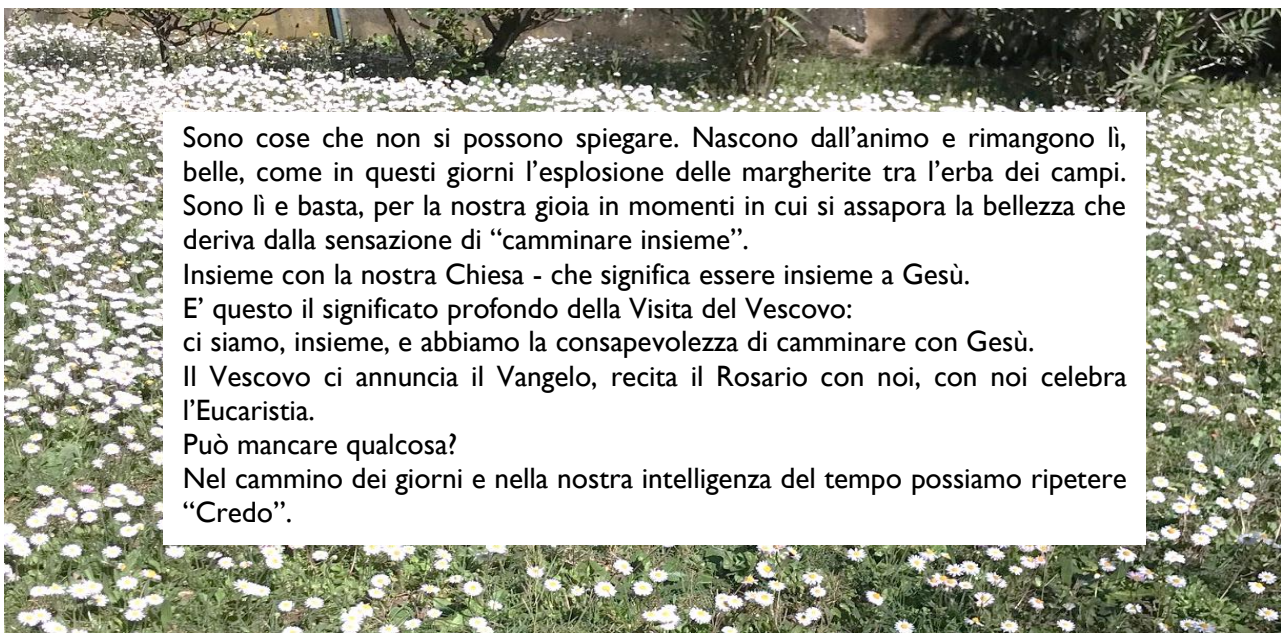 Sono cose che non si possono spiegare. Nascono dall’animo e rimangono lì,
belle, come in questi giorni l’esplosione delle margherite tra l’erba dei campi.
Sono lì e basta, per la nostra gioia in momenti in cui si assapora la bellezza che
deriva dalla sensazione di “camminare insieme”.
Insieme con la nostra Chiesa - che significa essere insieme a Gesù.
E’ questo il significato profondo della Visita del Vescovo:
ci siamo, insieme, e abbiamo la consapevolezza di camminare con Gesù.
Il Vescovo ci annuncia il Vangelo, recita il Rosario con noi, con noi celebra
l’Eucaristia.
Può mancare qualcosa?
Nel cammino dei giorni e nella nostra intelligenza del tempo possiamo ripetere
“Credo”.